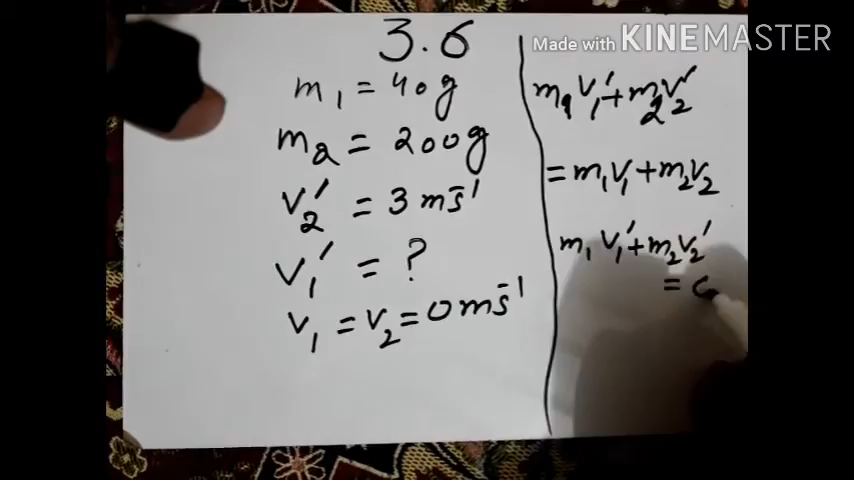 Made with KINEMASTER
3.6
m₁ = 40g
m₂ = 200g
v₂' = 3 ms⁻¹
v₁' = ?
v₁ = v₂ = 0 ms⁻¹
m₁v₁' + m₂v₂'
= m₁v₁ + m₂v₂
m₁v₁' + m₂v₂'
=